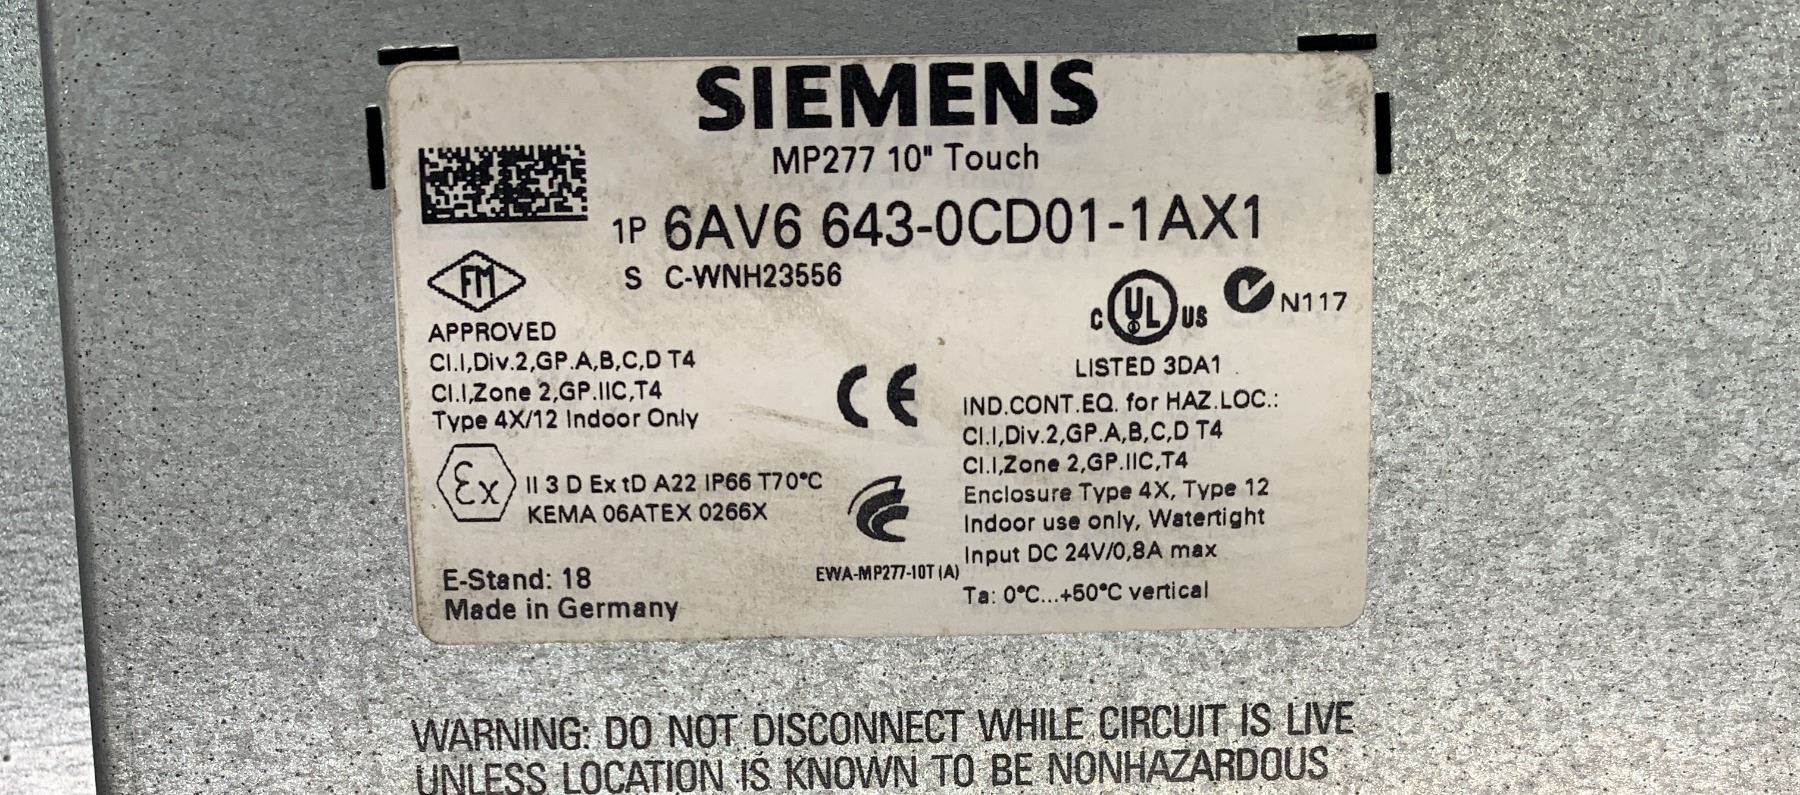 SIEMENS
MP277 10" Touch
1P 6AV6 643-0CD01-1AX1
S C-WNH23556
FM
APPROVED
Cl.I,Div.2,GP.A,B,C,D T4
Cl.I,Zone 2,GP.IIC,T4
Type 4X/12 Indoor Only
Ex II 3 D Ex tD A22 IP66 T70°C
KEMA 06ATEX 0266X
E-Stand: 18
Made in Germany
CE
EWA-MP277-10T (A)
C UL US N117
LISTED 3DA1
IND.CONT.EQ. for HAZ.LOC.:
Cl.I,Div.2,GP.A,B,C,D T4
Cl.I,Zone 2,GP.IIC,T4
Enclosure Type 4X, Type 12
Indoor use only, Watertight
Input DC 24V/0,8A max
Ta: 0°C...+50°C vertical
WARNING: DO NOT DISCONNECT WHILE CIRCUIT IS LIVE
UNLESS LOCATION IS KNOWN TO BE NONHAZARDOUS